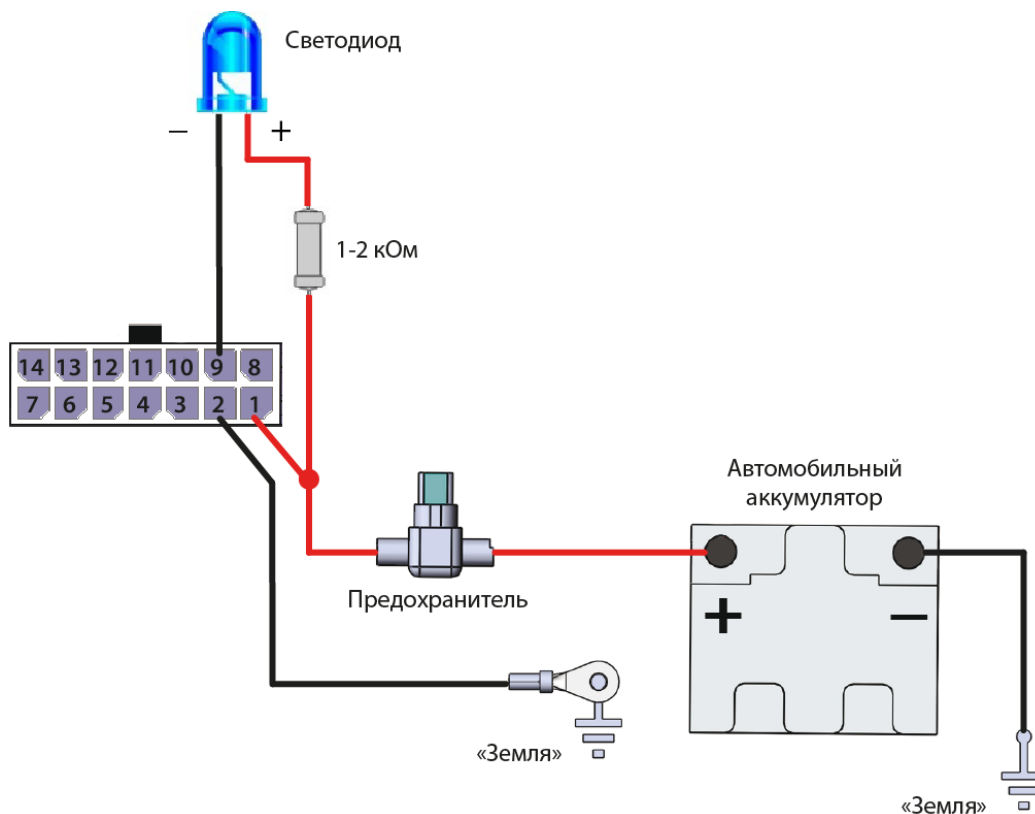 Светодиод
– +
1-2 кОм
14 13 12 11 10 9 8
7 6 5 4 3 2 1
Автомобильный
аккумулятор
Предохранитель
+ –
«Земля»
«Земля»